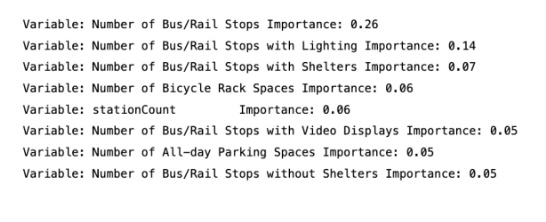 Variable: Number of Bus/Rail Stops Importance: 0.26
Variable: Number of Bus/Rail Stops with Lighting Importance: 0.14
Variable: Number of Bus/Rail Stops with Shelters Importance: 0.07
Variable: Number of Bicycle Rack Spaces Importance: 0.06
Variable: stationCount         Importance: 0.06
Variable: Number of Bus/Rail Stops with Video Displays Importance: 0.05
Variable: Number of All-day Parking Spaces Importance: 0.05
Variable: Number of Bus/Rail Stops without Shelters Importance: 0.05